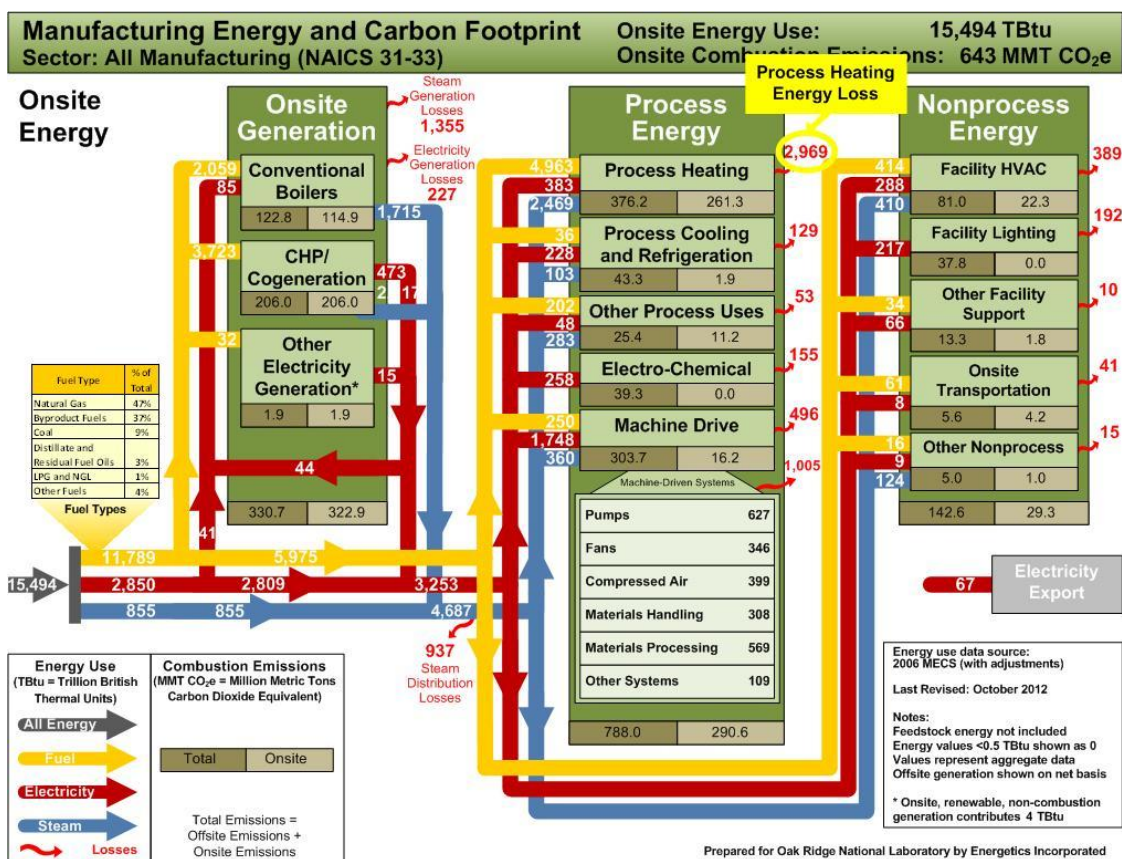 Manufacturing Energy and Carbon Footprint
Sector: All Manufacturing (NAICS 31-33)
Onsite Energy Use: 15,494 TBtu
Onsite Combustion Emissions: 643 MMT CO₂e
Process Heating
Energy Loss
Onsite
Energy
Onsite
Generation
Steam
Generation
Losses
1,355
Electricity
Generation
Losses
227
2,059
85
Conventional
Boilers
122.8 114.9
1,715
3,723
CHP/
Cogeneration
206.0 206.0
473
2 17
32
Other
Electricity
Generation*
1.9 1.9
15
44
330.7 322.9
41
Fuel Type % of
Total
Natural Gas 47%
Byproduct Fuels 37%
Coal 9%
Distillate and
Residual Fuel Oils 3%
LPG and NGL 1%
Other Fuels 4%
Fuel Types
15,494
11,789 5,975
2,850 2,809 3,253
855 855 4,687
937
Steam
Distribution
Losses
Process
Energy
4,963
383
2,469
Process Heating
376.2 261.3
2,969
36
228
103
Process Cooling
and Refrigeration
43.3 1.9
129
202
48
283
Other Process Uses
25.4 11.2
53
258
Electro-Chemical
39.3 0.0
155
250
1,748
360
Machine Drive
303.7 16.2
496
Machine-Driven Systems
1,005
Pumps 627
Fans 346
Compressed Air 399
Materials Handling 308
Materials Processing 569
Other Systems 109
788.0 290.6
Nonprocess
Energy
414
288
410
Facility HVAC
81.0 22.3
389
217
Facility Lighting
37.8 0.0
192
34
66
Other Facility
Support
13.3 1.8
10
61
8
Onsite
Transportation
5.6 4.2
41
16
9
124
Other Nonprocess
5.0 1.0
15
142.6 29.3
67
Electricity
Export
Energy Use
(TBtu = Trillion British
Thermal Units)
All Energy
Fuel
Electricity
Steam
Losses
Combustion Emissions
(MMT CO₂e = Million Metric Tons
Carbon Dioxide Equivalent)
Total Onsite
Total Emissions =
Offsite Emissions +
Onsite Emissions
Energy use data source:
2006 MECS (with adjustments)
Last Revised: October 2012
Notes:
Feedstock energy not included
Energy values <0.5 TBtu shown as 0
Values represent aggregate data
Offsite generation shown on net basis
* Onsite, renewable, non-combustion
generation contributes 4 TBtu
Prepared for Oak Ridge National Laboratory by Energetics Incorporated